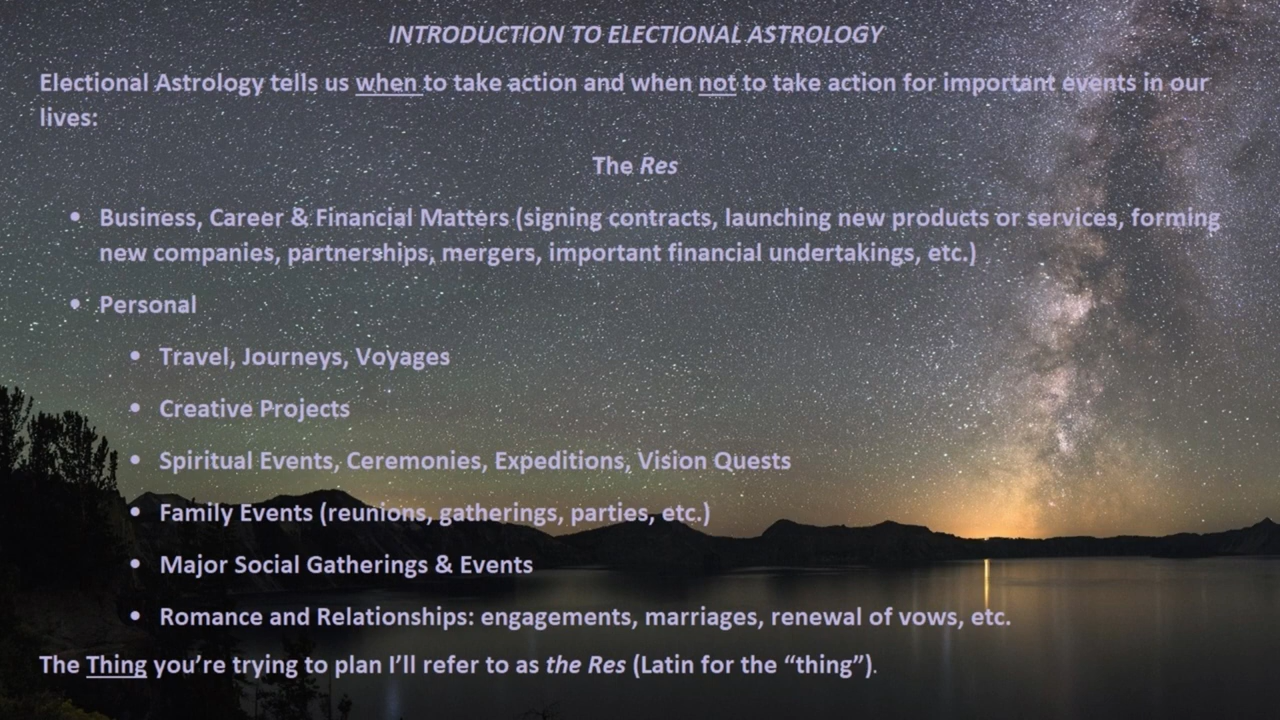 INTRODUCTION TO ELECTIONAL ASTROLOGY
Electional Astrology tells us when to take action and when not to take action for important events in our
lives:
The Res
• Business, Career & Financial Matters (signing contracts, launching new products or services, forming
new companies, partnerships, mergers, important financial undertakings, etc.)
• Personal
• Travel, Journeys, Voyages
• Creative Projects
• Spiritual Events, Ceremonies, Expeditions, Vision Quests
• Family Events (reunions, gatherings, parties, etc.)
• Major Social Gatherings & Events
• Romance and Relationships: engagements, marriages, renewal of vows, etc.
The Thing you’re trying to plan I’ll refer to as the Res (Latin for the “thing”).